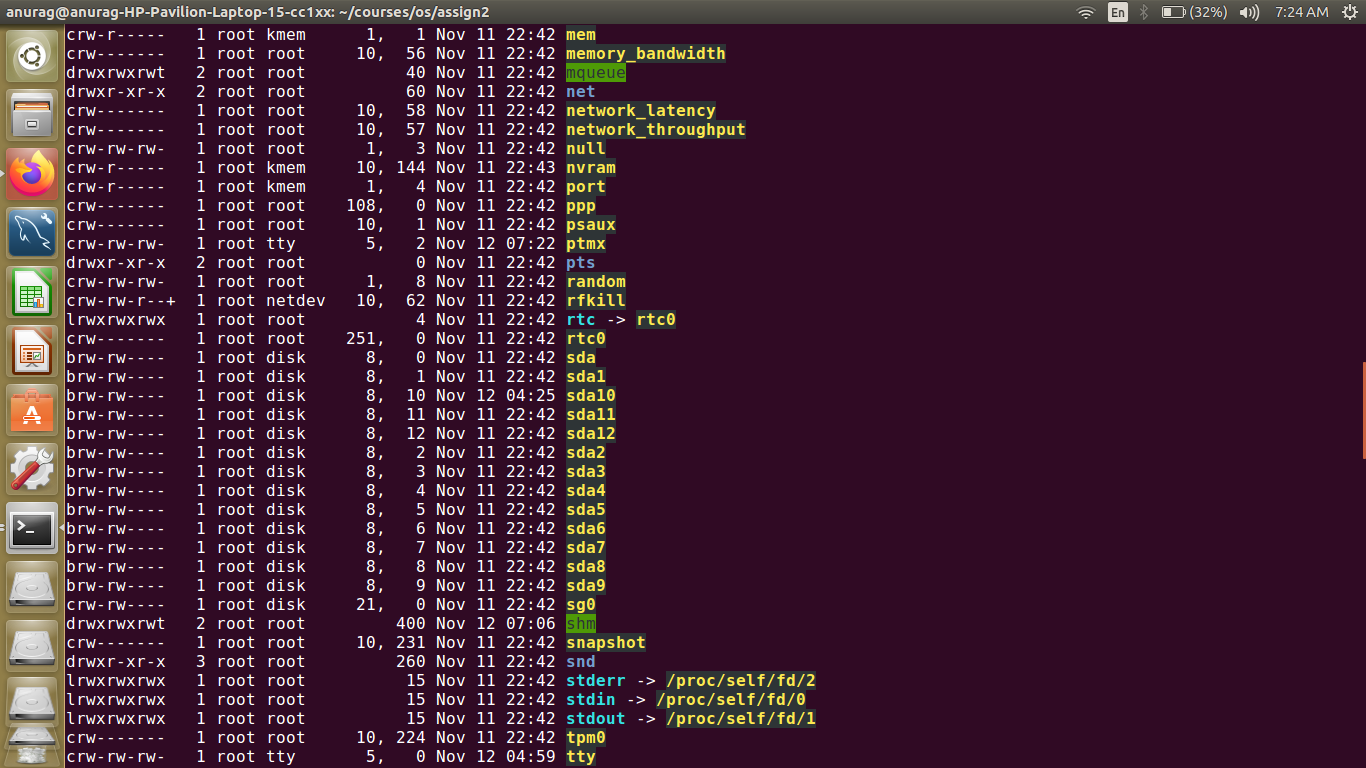 anurag@anurag-HP-Pavilion-Laptop-15-cc1xx: ~/courses/os/assign2 En (32%) 7:24 AM
crw-r----- 1 root kmem 1, 1 Nov 11 22:42 mem
crw------- 1 root root 10, 56 Nov 11 22:42 memory_bandwidth
drwxrwxrwt 2 root root 40 Nov 11 22:42 mqueue
drwxr-xr-x 2 root root 60 Nov 11 22:42 net
crw------- 1 root root 10, 58 Nov 11 22:42 network_latency
crw------- 1 root root 10, 57 Nov 11 22:42 network_throughput
crw-rw-rw- 1 root root 1, 3 Nov 11 22:42 null
crw-r----- 1 root kmem 10, 144 Nov 11 22:43 nvram
crw-r----- 1 root kmem 1, 4 Nov 11 22:42 port
crw------- 1 root root 108, 0 Nov 11 22:42 ppp
crw------- 1 root root 10, 1 Nov 11 22:42 psaux
crw-rw-rw- 1 root tty 5, 2 Nov 12 07:22 ptmx
drwxr-xr-x 2 root root 0 Nov 11 22:42 pts
crw-rw-rw- 1 root root 1, 8 Nov 11 22:42 random
crw-rw-r--+ 1 root netdev 10, 62 Nov 11 22:42 rfkill
lrwxrwxrwx 1 root root 4 Nov 11 22:42 rtc -> rtc0
crw------- 1 root root 251, 0 Nov 11 22:42 rtc0
brw-rw---- 1 root disk 8, 0 Nov 11 22:42 sda
brw-rw---- 1 root disk 8, 1 Nov 11 22:42 sda1
brw-rw---- 1 root disk 8, 10 Nov 12 04:25 sda10
brw-rw---- 1 root disk 8, 11 Nov 11 22:42 sda11
brw-rw---- 1 root disk 8, 12 Nov 11 22:42 sda12
brw-rw---- 1 root disk 8, 2 Nov 11 22:42 sda2
brw-rw---- 1 root disk 8, 3 Nov 11 22:42 sda3
brw-rw---- 1 root disk 8, 4 Nov 11 22:42 sda4
brw-rw---- 1 root disk 8, 5 Nov 11 22:42 sda5
brw-rw---- 1 root disk 8, 6 Nov 11 22:42 sda6
brw-rw---- 1 root disk 8, 7 Nov 11 22:42 sda7
brw-rw---- 1 root disk 8, 8 Nov 11 22:42 sda8
brw-rw---- 1 root disk 8, 9 Nov 11 22:42 sda9
crw-rw---- 1 root disk 21, 0 Nov 11 22:42 sg0
drwxrwxrwt 2 root root 400 Nov 12 07:06 shm
crw------- 1 root root 10, 231 Nov 11 22:42 snapshot
drwxr-xr-x 3 root root 260 Nov 11 22:42 snd
lrwxrwxrwx 1 root root 15 Nov 11 22:42 stderr -> /proc/self/fd/2
lrwxrwxrwx 1 root root 15 Nov 11 22:42 stdin -> /proc/self/fd/0
lrwxrwxrwx 1 root root 15 Nov 11 22:42 stdout -> /proc/self/fd/1
crw------- 1 root root 10, 224 Nov 11 22:42 tpm0
crw-rw-rw- 1 root tty 5, 0 Nov 12 04:59 tty